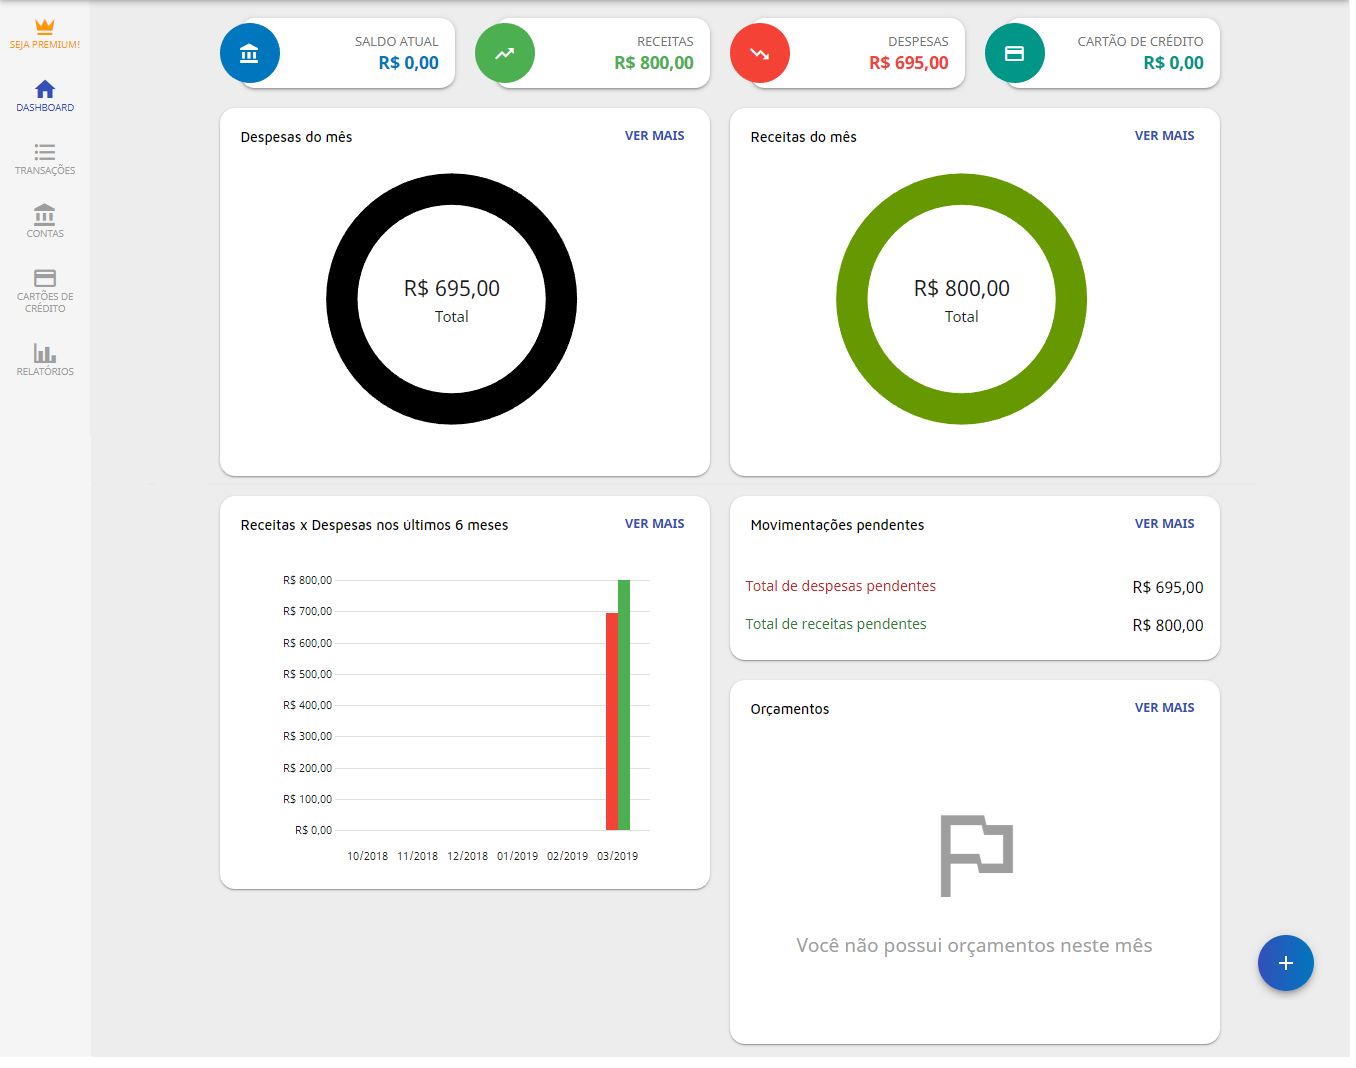 SEJA PREMIUM!
DASHBOARD
TRANSAÇÕES
CONTAS
CARTÕES DE
CRÉDITO
RELATÓRIOS
SALDO ATUAL
R$ 0,00
RECEITAS
R$ 800,00
DESPESAS
R$ 695,00
CARTÃO DE CRÉDITO
R$ 0,00
Despesas do mês
VER MAIS
R$ 695,00
Total
Receitas do mês
VER MAIS
R$ 800,00
Total
Receitas x Despesas nos últimos 6 meses
VER MAIS
R$ 800,00
R$ 700,00
R$ 600,00
R$ 500,00
R$ 400,00
R$ 300,00
R$ 200,00
R$ 100,00
R$ 0,00
10/2018 11/2018 12/2018 01/2019 02/2019 03/2019
Movimentações pendentes
VER MAIS
Total de despesas pendentes R$ 695,00
Total de receitas pendentes R$ 800,00
Orçamentos
VER MAIS
Você não possui orçamentos neste mês